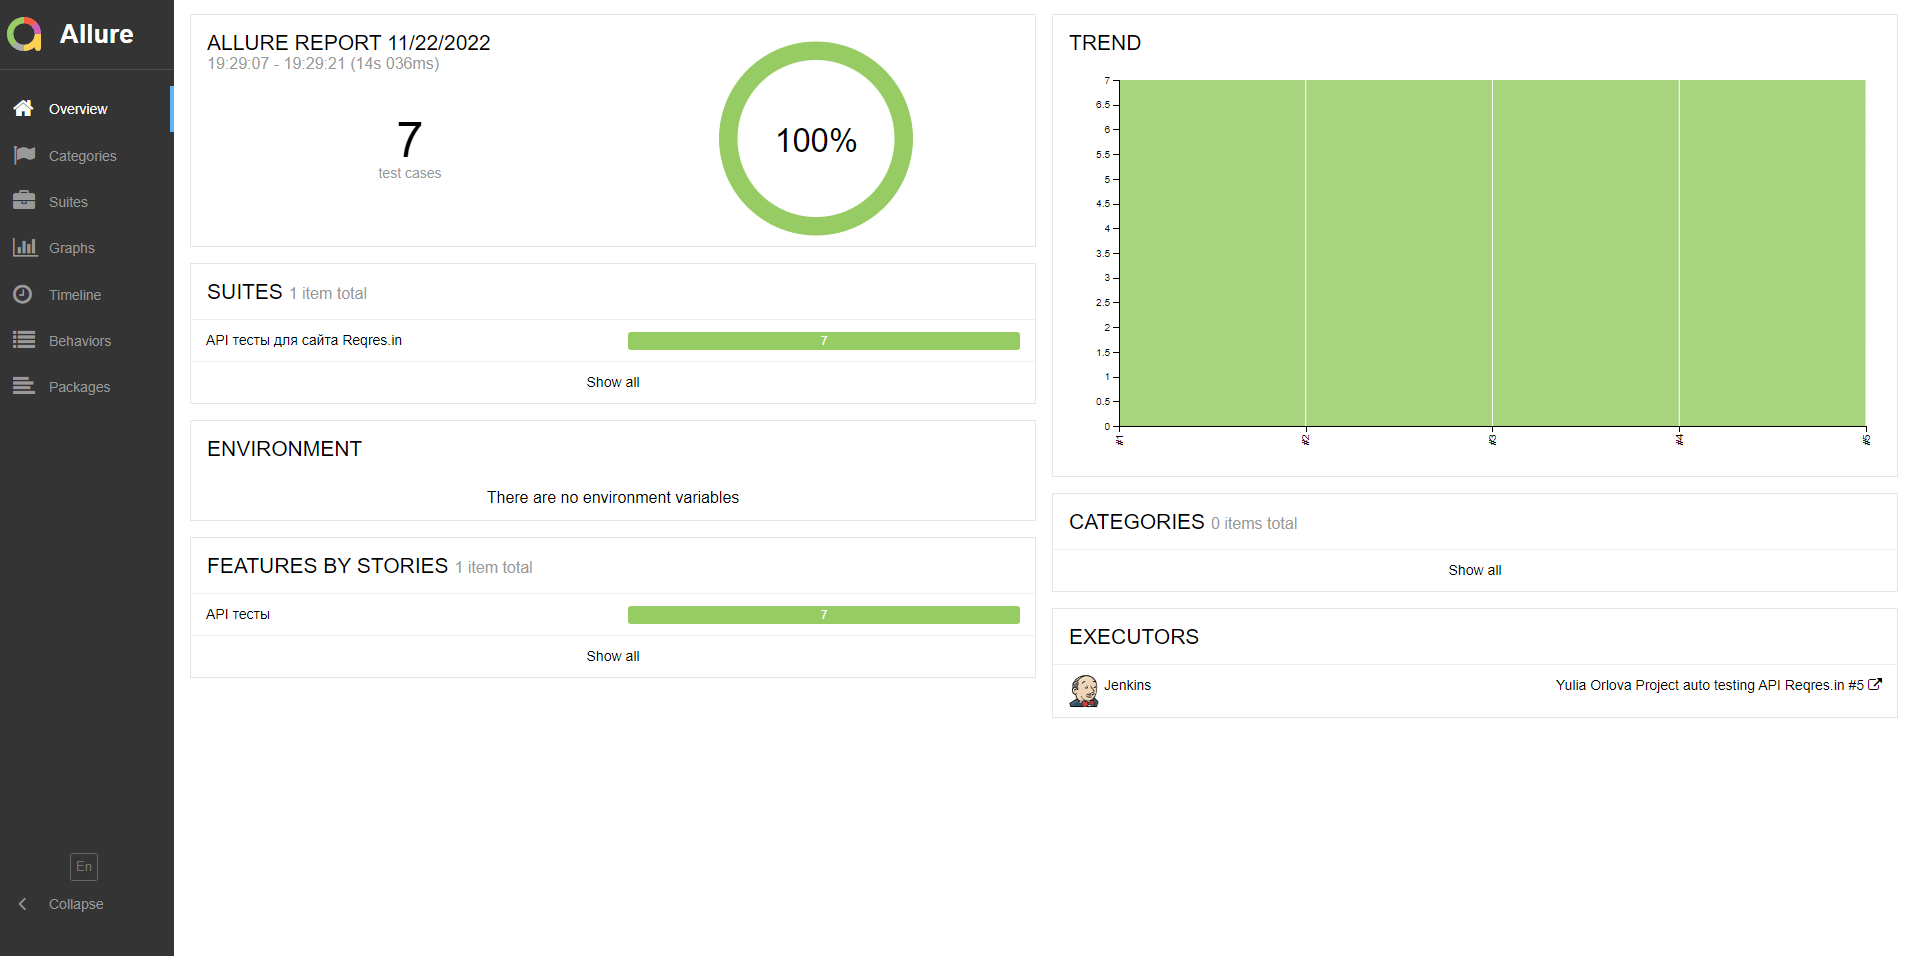 Allure
Overview
Categories
Suites
Graphs
Timeline
Behaviors
Packages
En
Collapse
ALLURE REPORT 11/22/2022
19:29:07 - 19:29:21 (14s 036ms)
7
test cases
100%
SUITES 1 item total
API тесты для сайта Reqres.in 7
Show all
ENVIRONMENT
There are no environment variables
FEATURES BY STORIES 1 item total
API тесты 7
Show all
TREND
7
6.5
6
5.5
5
4.5
4
3.5
3
2.5
2
1.5
1
0.5
0
#1 #2 #3 #4 #5
CATEGORIES 0 items total
Show all
EXECUTORS
Jenkins Yulia Orlova Project auto testing API Reqres.in #5